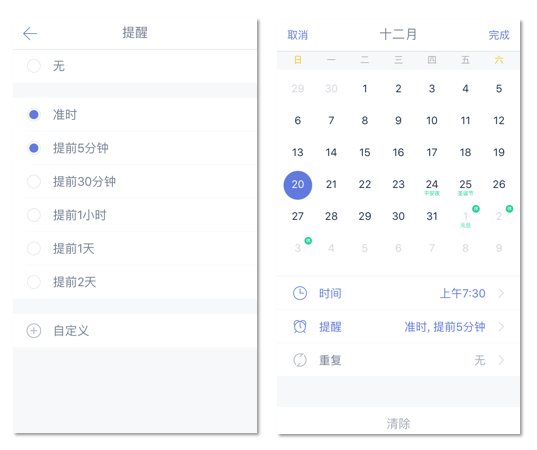 提醒
无
准时
提前5分钟
提前30分钟
提前1小时
提前1天
提前2天
自定义
取消 十二月 完成
日 一 二 三 四 五 六
29 30 1 2 3 4 5
6 7 8 9 10 11 12
13 14 15 16 17 18 19
20 21 22 23 24 25 26
平安夜 圣诞节
27 28 29 30 31 1 2
元旦
3 4 5 6 7 8 9
时间 上午7:30
提醒 准时, 提前5分钟
重复 无
清除